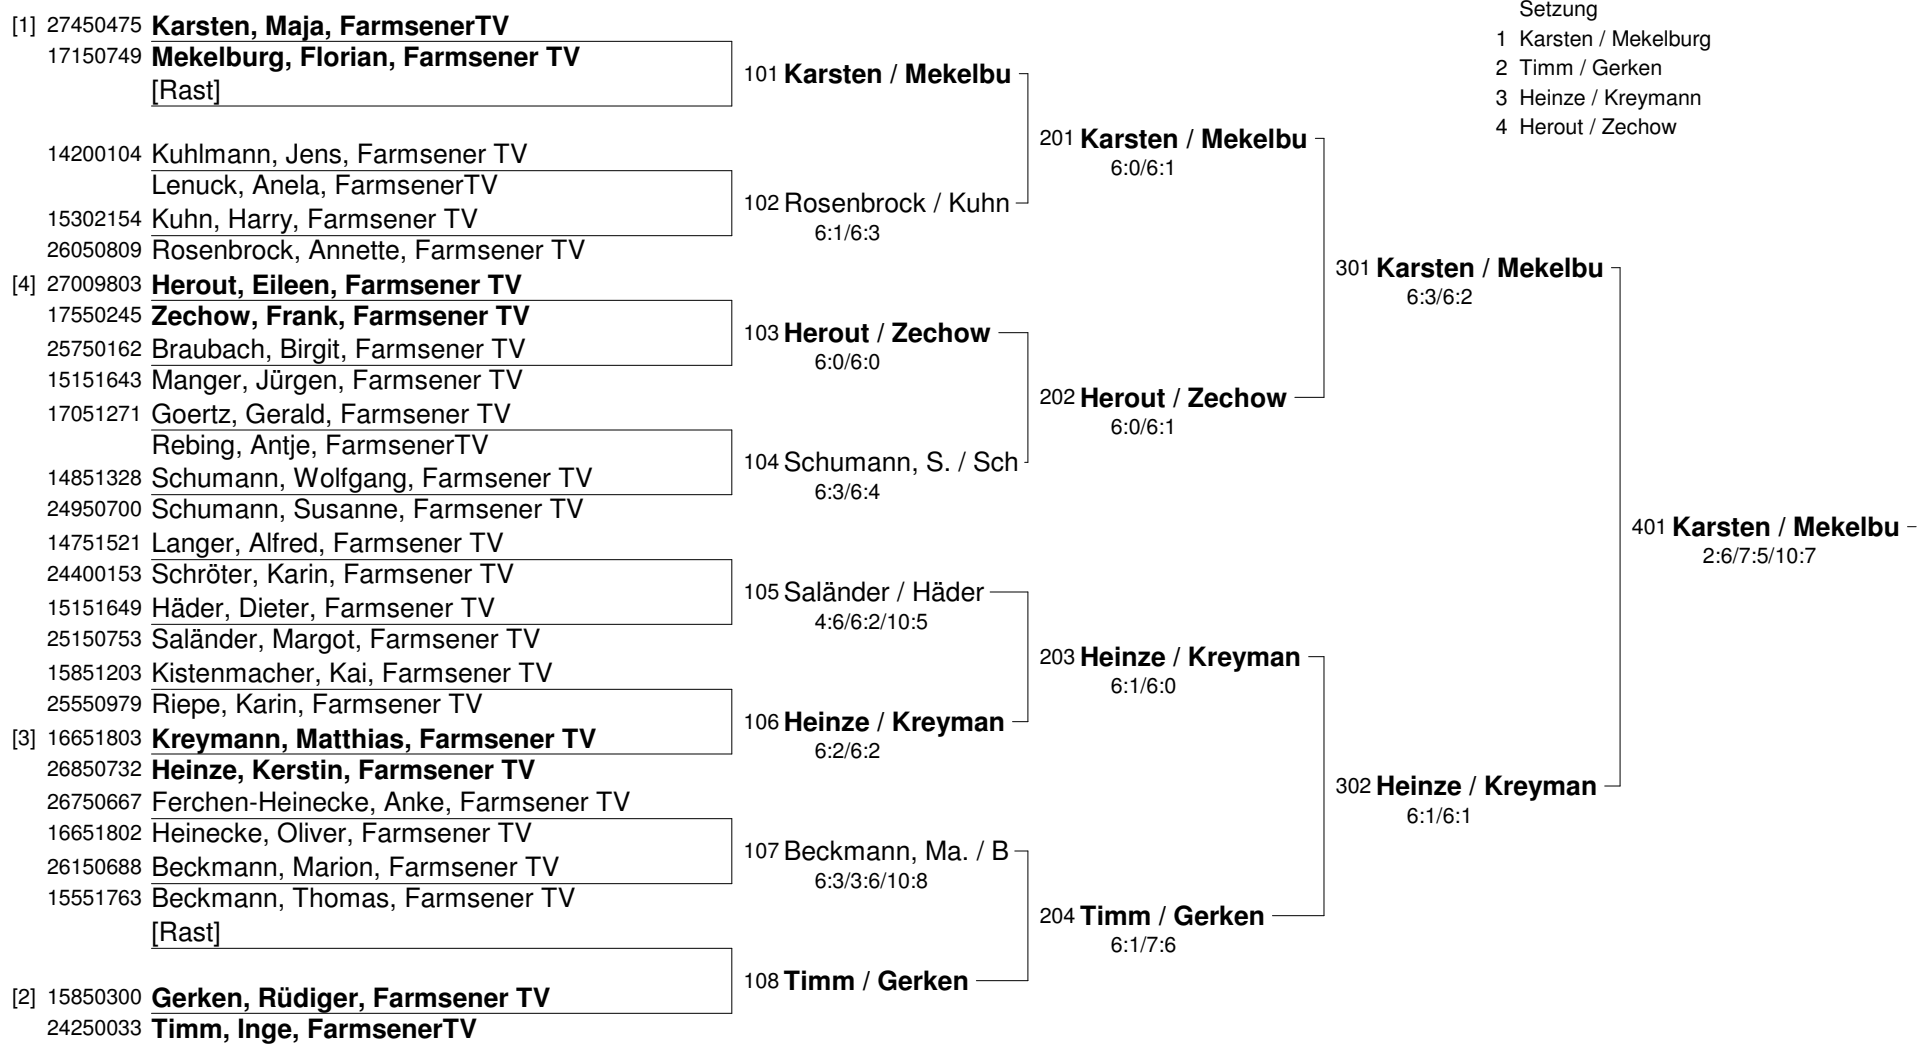 Setzung
1 Karsten / Mekelburg
2 Timm / Gerken
3 Heinze / Kreymann
4 Herout / Zechow
[1] 27450475 Karsten, Maja, FarmsenerTV
17150749 Mekelburg, Florian, Farmsener TV
[Rast]
14200104 Kuhlmann, Jens, Farmsener TV
Lenuck, Anela, FarmsenerTV
15302154 Kuhn, Harry, Farmsener TV
26050809 Rosenbrock, Annette, Farmsener TV
[4] 27009803 Herout, Eileen, Farmsener TV
17550245 Zechow, Frank, Farmsener TV
25750162 Braubach, Birgit, Farmsener TV
15151643 Manger, Jürgen, Farmsener TV
17051271 Goertz, Gerald, Farmsener TV
Rebing, Antje, FarmsenerTV
14851328 Schumann, Wolfgang, Farmsener TV
24950700 Schumann, Susanne, Farmsener TV
14751521 Langer, Alfred, Farmsener TV
24400153 Schröter, Karin, Farmsener TV
15151649 Häder, Dieter, Farmsener TV
25150753 Saländer, Margot, Farmsener TV
15851203 Kistenmacher, Kai, Farmsener TV
25550979 Riepe, Karin, Farmsener TV
[3] 16651803 Kreymann, Matthias, Farmsener TV
26850732 Heinze, Kerstin, Farmsener TV
26750667 Ferchen-Heinecke, Anke, Farmsener TV
16651802 Heinecke, Oliver, Farmsener TV
26150688 Beckmann, Marion, Farmsener TV
15551763 Beckmann, Thomas, Farmsener TV
[Rast]
[2] 15850300 Gerken, Rüdiger, Farmsener TV
24250033 Timm, Inge, FarmsenerTV
101 Karsten / Mekelbu
102 Rosenbrock / Kuhn
6:1/6:3
103 Herout / Zechow
6:0/6:0
104 Schumann, S. / Sch
6:3/6:4
105 Saländer / Häder
4:6/6:2/10:5
106 Heinze / Kreyman
6:2/6:2
107 Beckmann, Ma. / B
6:3/3:6/10:8
108 Timm / Gerken
201 Karsten / Mekelbu
6:0/6:1
202 Herout / Zechow
6:0/6:1
203 Heinze / Kreyman
6:1/6:0
204 Timm / Gerken
6:1/7:6
301 Karsten / Mekelbu
6:3/6:2
302 Heinze / Kreyman
6:1/6:1
401 Karsten / Mekelbu
2:6/7:5/10:7